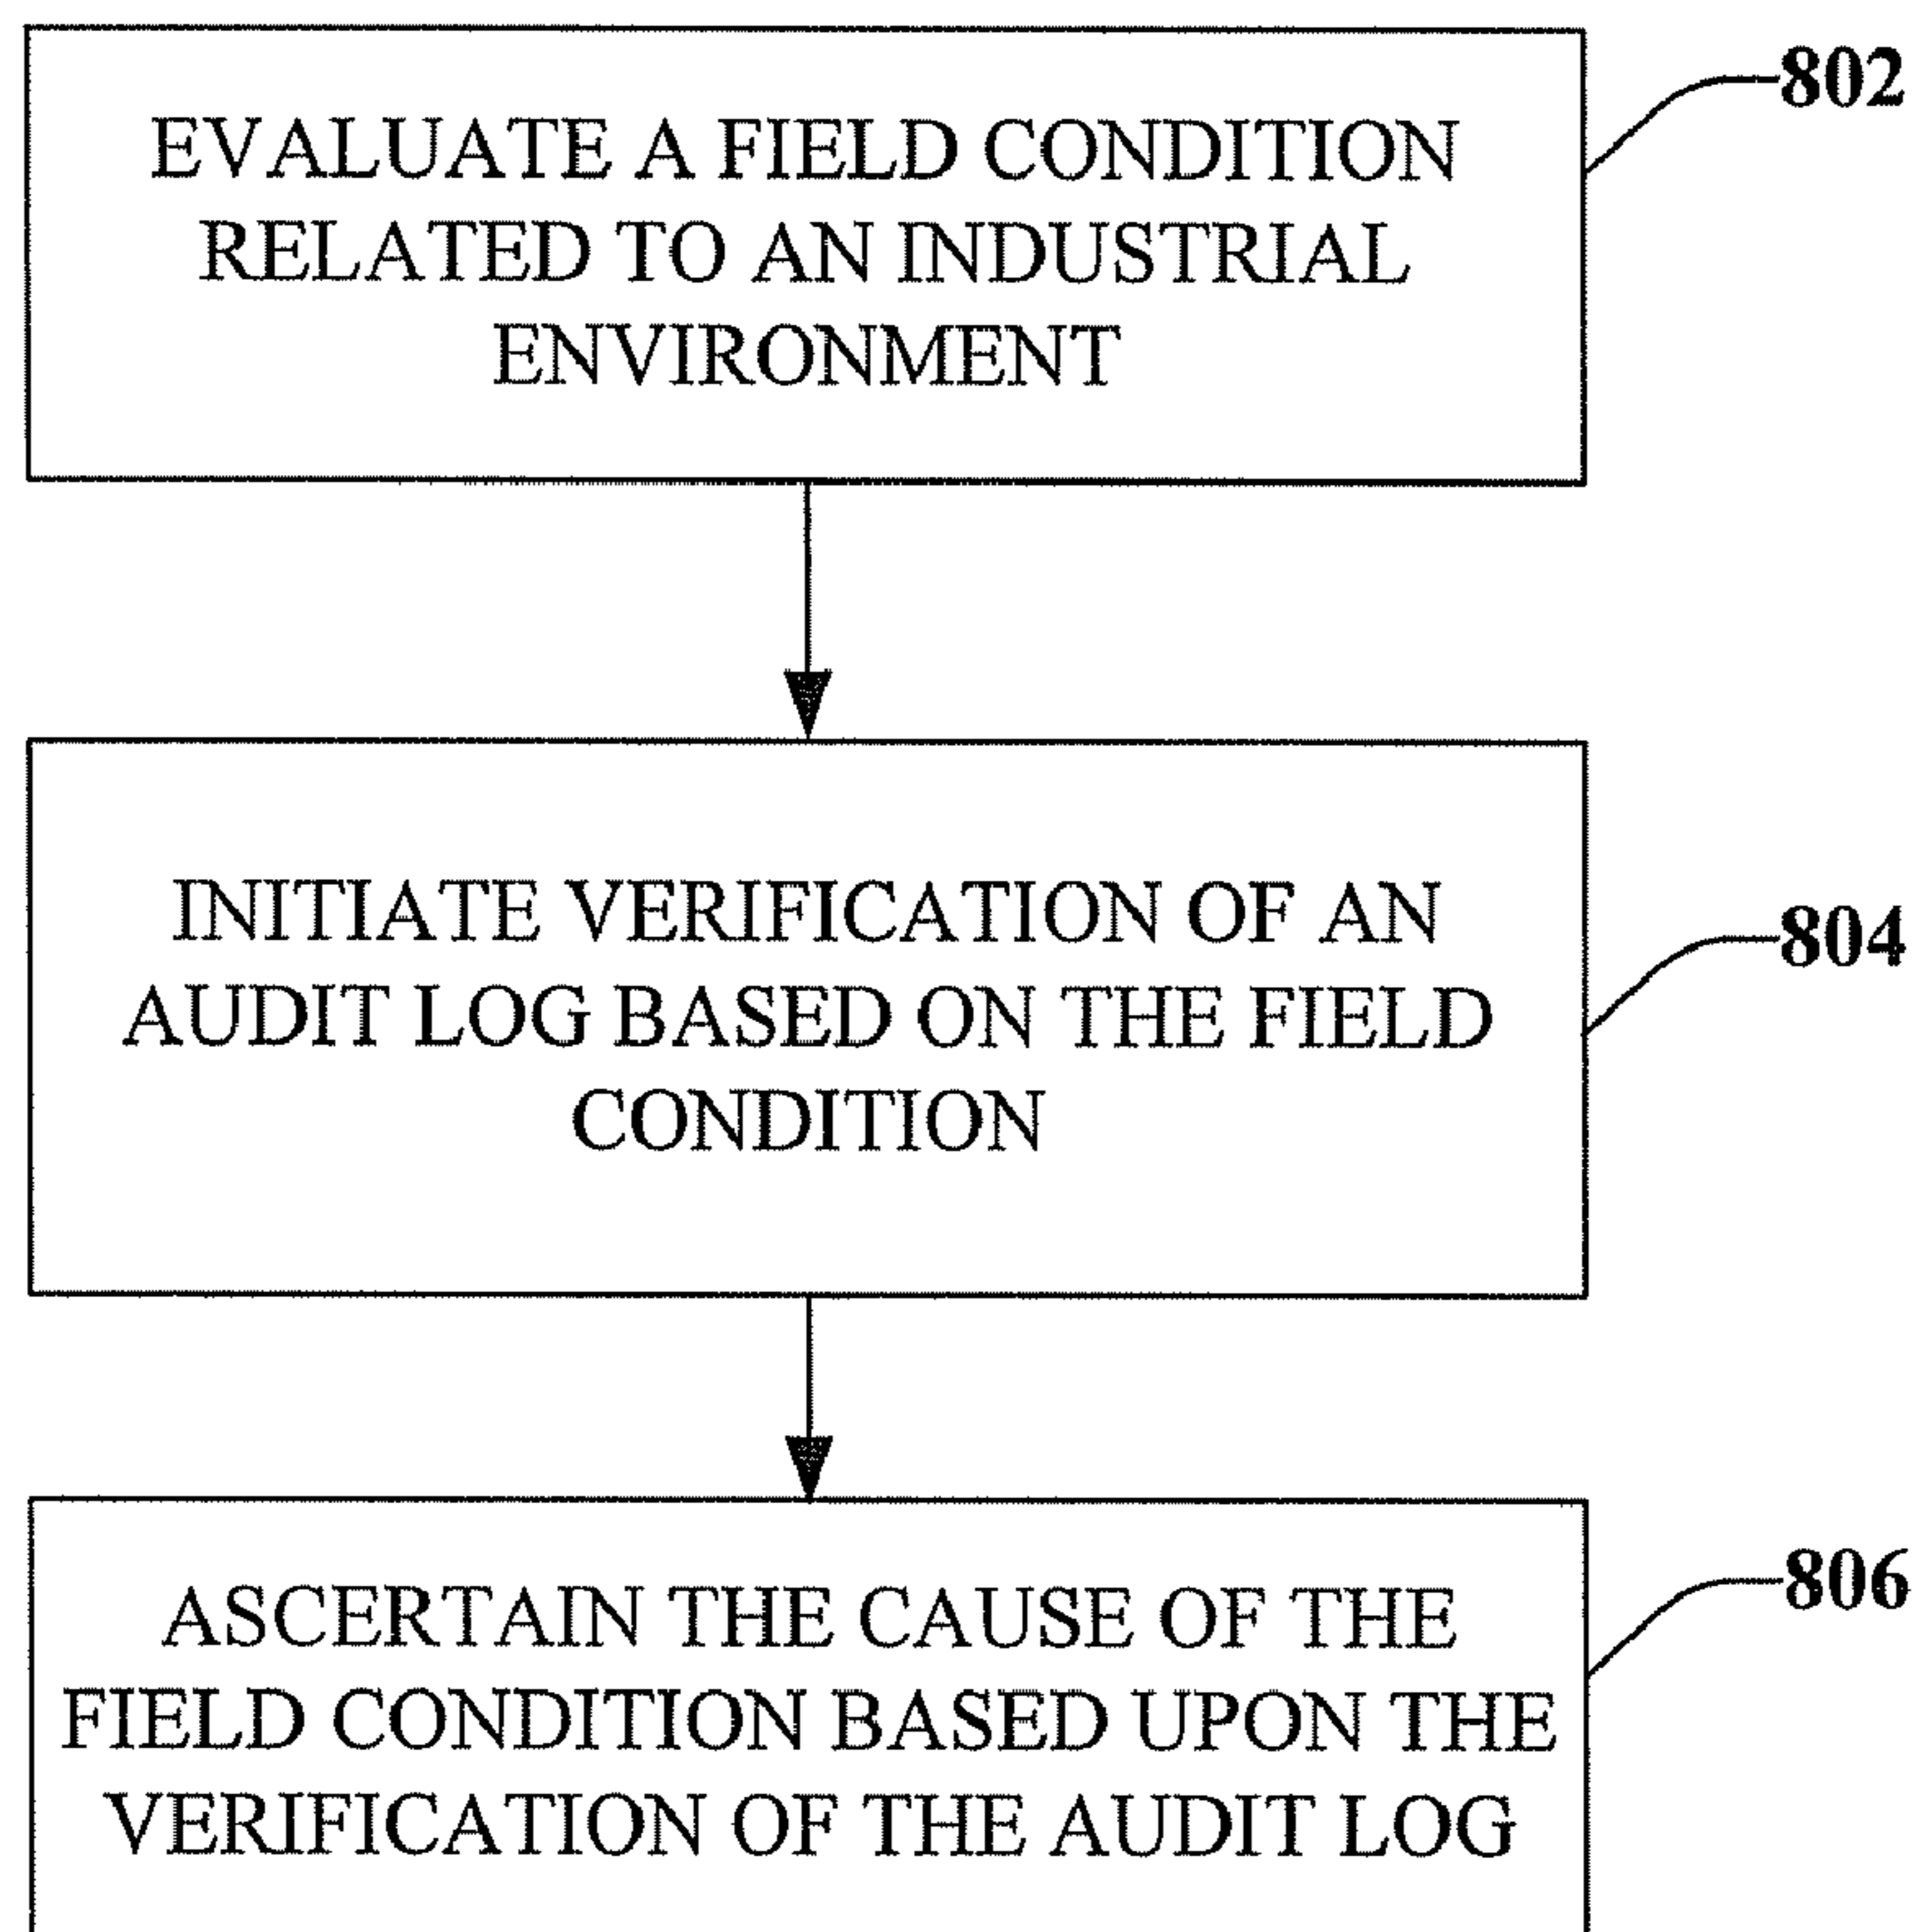 802
EVALUATE A FIELD CONDITION
RELATED TO AN INDUSTRIAL
ENVIRONMENT
804
INITIATE VERIFICATION OF AN
AUDIT LOG BASED ON THE FIELD
CONDITION
806
ASCERTAIN THE CAUSE OF THE
FIELD CONDITION BASED UPON THE
VERIFICATION OF THE AUDIT LOG